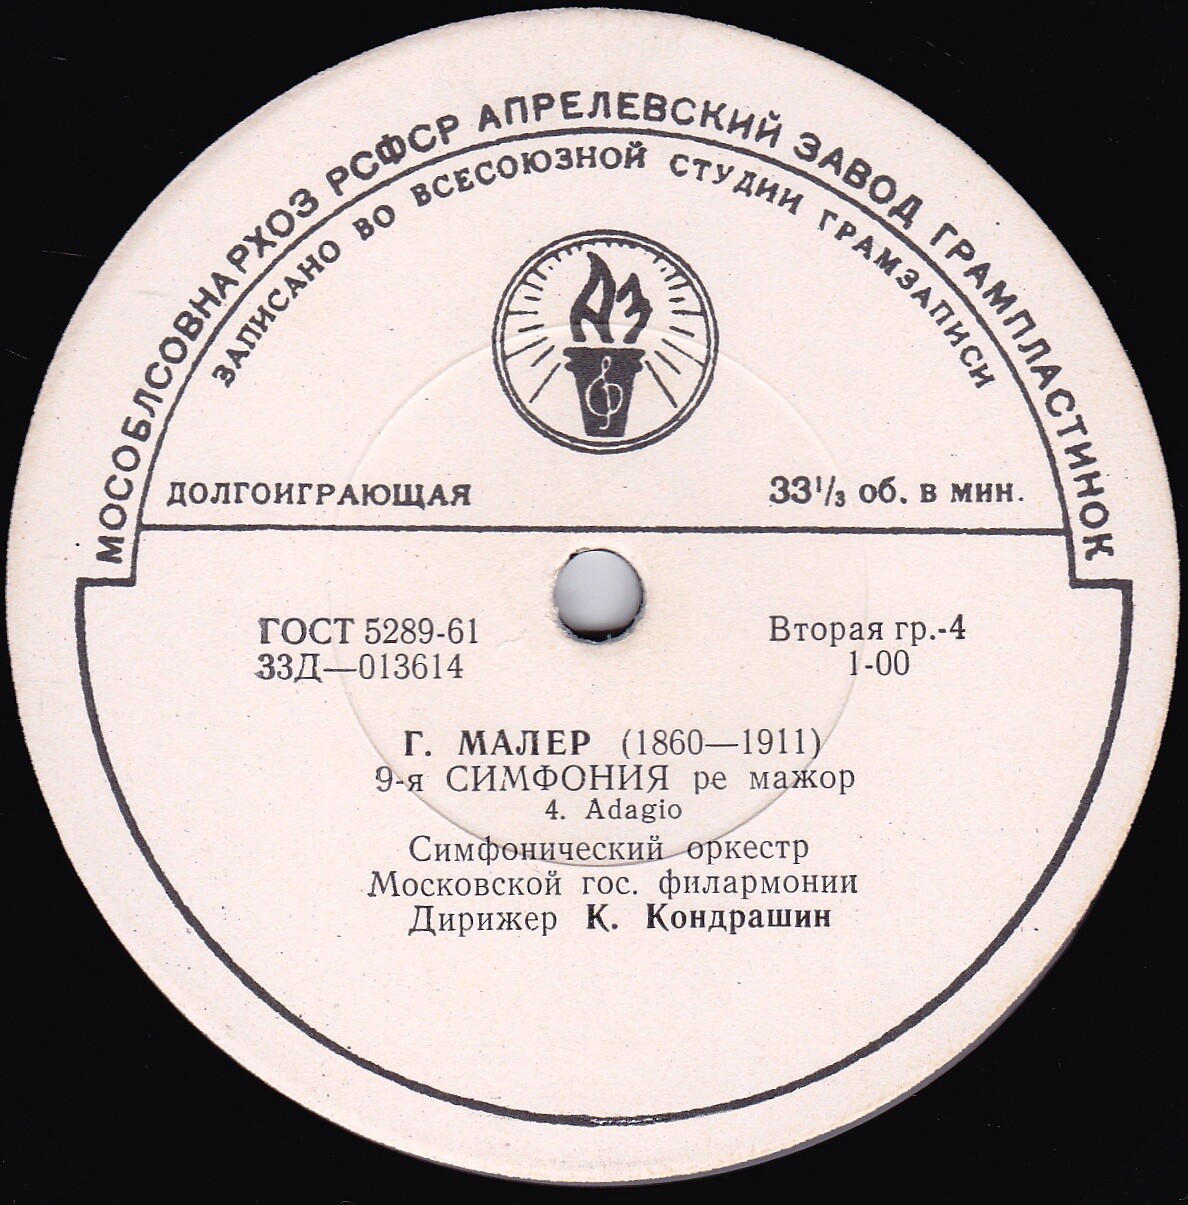 МОСОБЛСОВНАРХОЗ РСФСР АПРЕЛЕВСКИЙ ЗАВОД ГРАМПЛАСТИНОК
ЗАПИСАНО ВО ВСЕСОЮЗНОЙ СТУДИИ ГРАМЗАПИСИ
АЗ
ДОЛГОИГРАЮЩАЯ 33⅓ об. в мин.
ГОСТ 5289-61 Вторая гр.-4
33Д—013614 1-00
Г. МАЛЕР (1860—1911)
9-я СИМФОНИЯ ре мажор
4. Adagio
Симфонический оркестр
Московской гос. филармонии
Дирижер К. Кондрашин